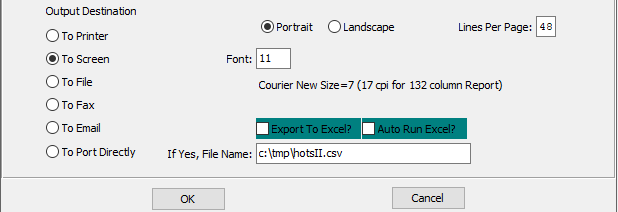 Output Destination
To Printer
Portrait Landscape Lines Per Page: 48
To Screen
Font: 11
To File
Courier New Size=7 (17 cpi for 132 column Report)
To Fax
To Email
Export To Excel? Auto Run Excel?
To Port Directly
If Yes, File Name: c:\tmp\hotsII.csv
OK Cancel